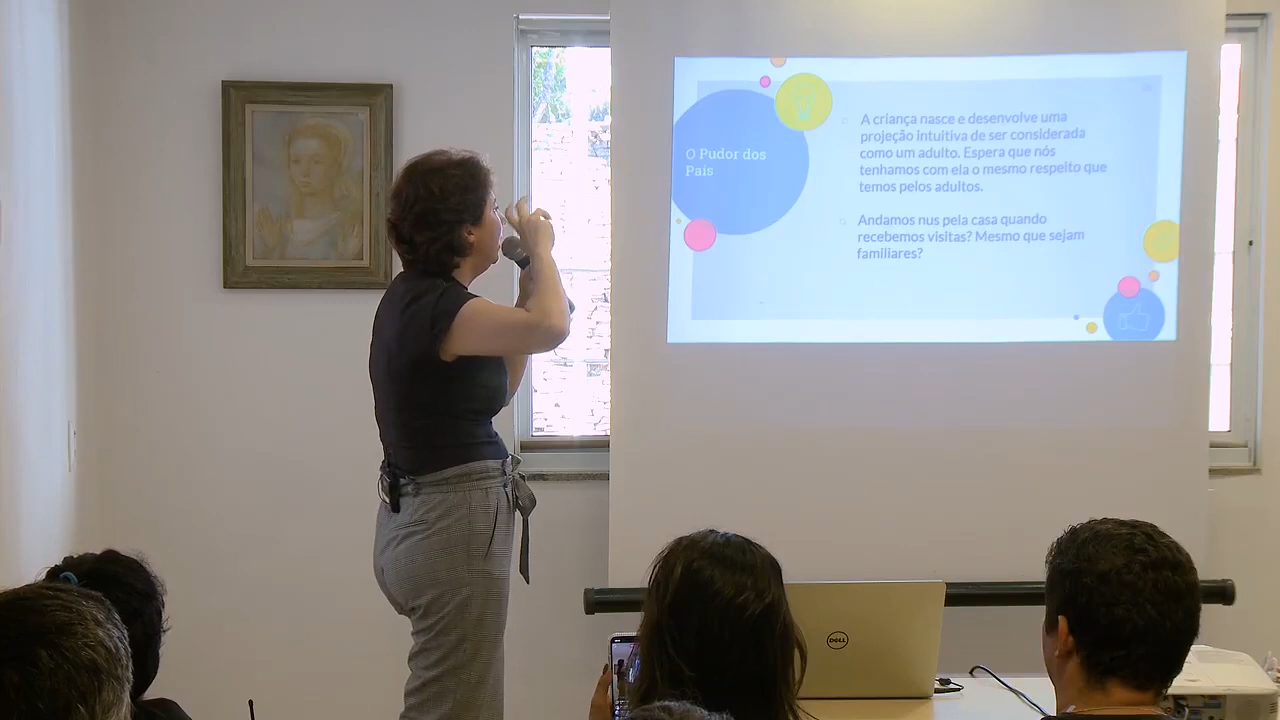 O Pudor dos
Pais
A criança nasce e desenvolve uma
projeção intuitiva de ser considerada
como um adulto. Espera que nós
tenhamos com ela o mesmo respeito que
temos pelos adultos.
Andamos nus pela casa quando
recebemos visitas? Mesmo que sejam
familiares?
DELL